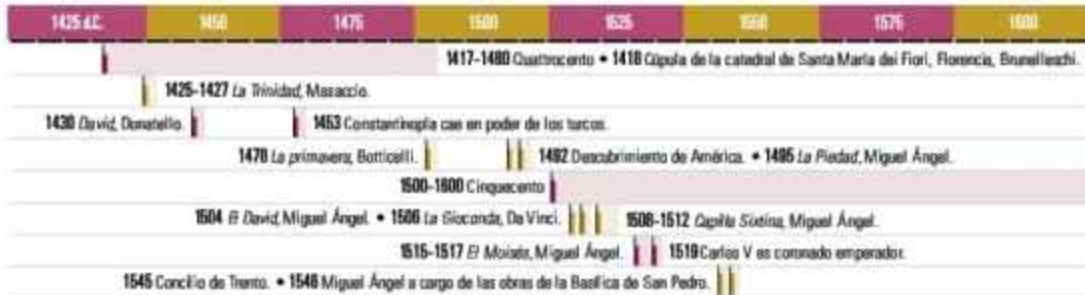 1425 d.C. 1450 1475 1500 1525 1550 1575 1600
1417-1480 Quattrocento • 1418 Cúpula de la catedral de Santa María dei Fiori, Florencia, Brunelleschi.
1425-1427 La Trinidad, Masaccio.
1430 David, Donatello. 1453 Constantinopla cae en poder de los turcos.
1478 La primavera, Botticelli. 1492 Descubrimiento de América. • 1495 La Piedad, Miguel Ángel.
1500-1600 Cinquecento
1504 El David, Miguel Ángel. • 1506 La Gioconda, Da Vinci. 1508-1512 Capilla Sixtina, Miguel Ángel.
1515-1517 El Moisés, Miguel Ángel. 1519 Carlos V es coronado emperador.
1545 Concilio de Trento. • 1546 Miguel Ángel a cargo de las obras de la Basílica de San Pedro.